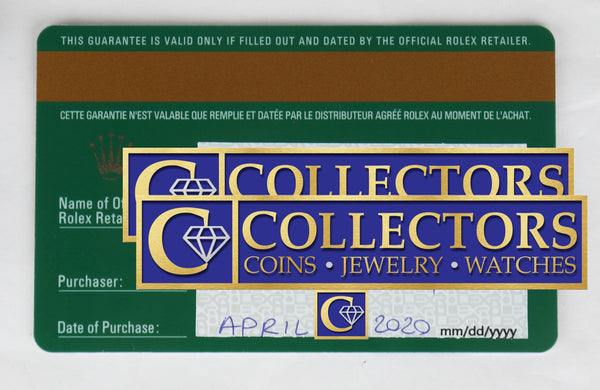 THIS GUARANTEE IS VALID ONLY IF FILLED OUT AND DATED BY THE OFFICIAL ROLEX RETAILER.
CETTE GARANTIE N'EST VALABLE QUE REMPLIE ET DATÉE PAR LE DISTRIBUTEUR AGRÉÉ ROLEX AU MOMENT DE L'ACHAT.
C COLLECTORS
Name of
Rolex
C COLLECTORS
COINS • JEWELRY • WATCHES
Purchaser:
Date of Purchase: APRIL C 2020 mm/dd/yyyy